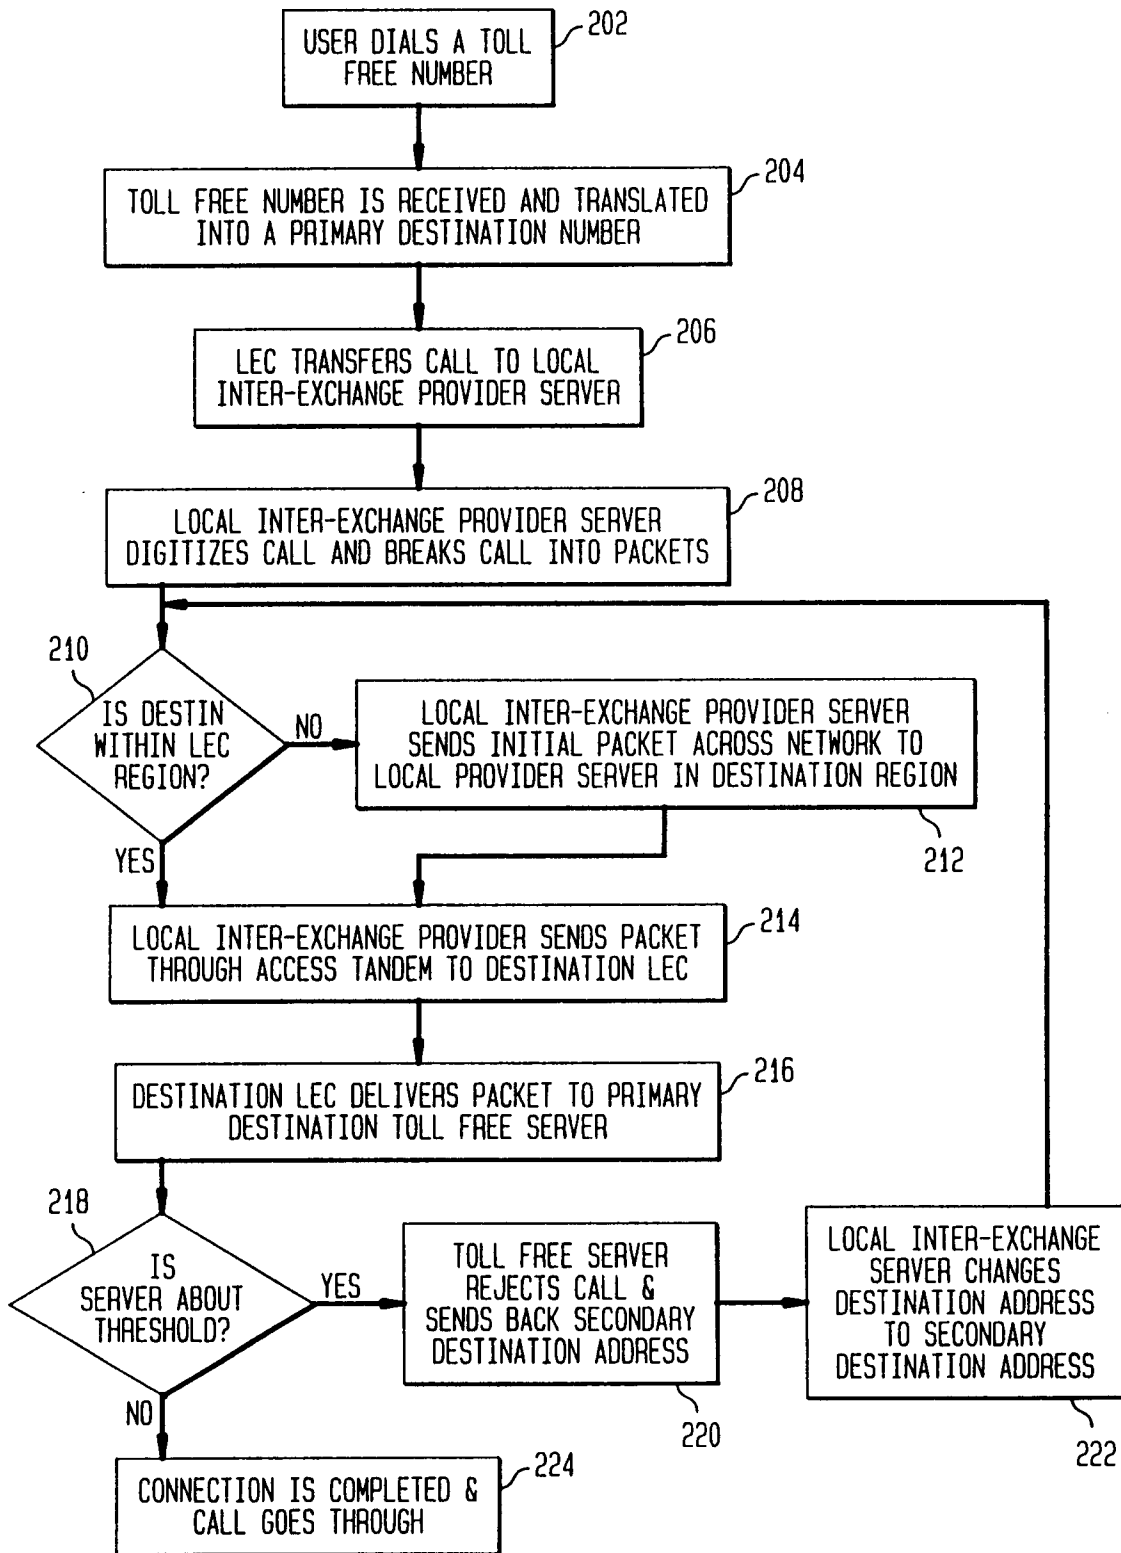 USER DIALS A TOLL
FREE NUMBER
202
TOLL FREE NUMBER IS RECEIVED AND TRANSLATED
INTO A PRIMARY DESTINATION NUMBER
204
LEC TRANSFERS CALL TO LOCAL
INTER-EXCHANGE PROVIDER SERVER
206
LOCAL INTER-EXCHANGE PROVIDER SERVER
DIGITIZES CALL AND BREAKS CALL INTO PACKETS
208
210
IS DESTIN
WITHIN LEC
REGION?
NO
YES
LOCAL INTER-EXCHANGE PROVIDER SERVER
SENDS INITIAL PACKET ACROSS NETWORK TO
LOCAL PROVIDER SERVER IN DESTINATION REGION
212
LOCAL INTER-EXCHANGE PROVIDER SENDS PACKET
THROUGH ACCESS TANDEM TO DESTINATION LEC
214
DESTINATION LEC DELIVERS PACKET TO PRIMARY
DESTINATION TOLL FREE SERVER
216
218
IS
SERVER ABOUT
THRESHOLD?
YES
NO
TOLL FREE SERVER
REJECTS CALL &
SENDS BACK SECONDARY
DESTINATION ADDRESS
220
LOCAL INTER-EXCHANGE
SERVER CHANGES
DESTINATION ADDRESS
TO SECONDARY
DESTINATION ADDRESS
222
CONNECTION IS COMPLETED &
CALL GOES THROUGH
224